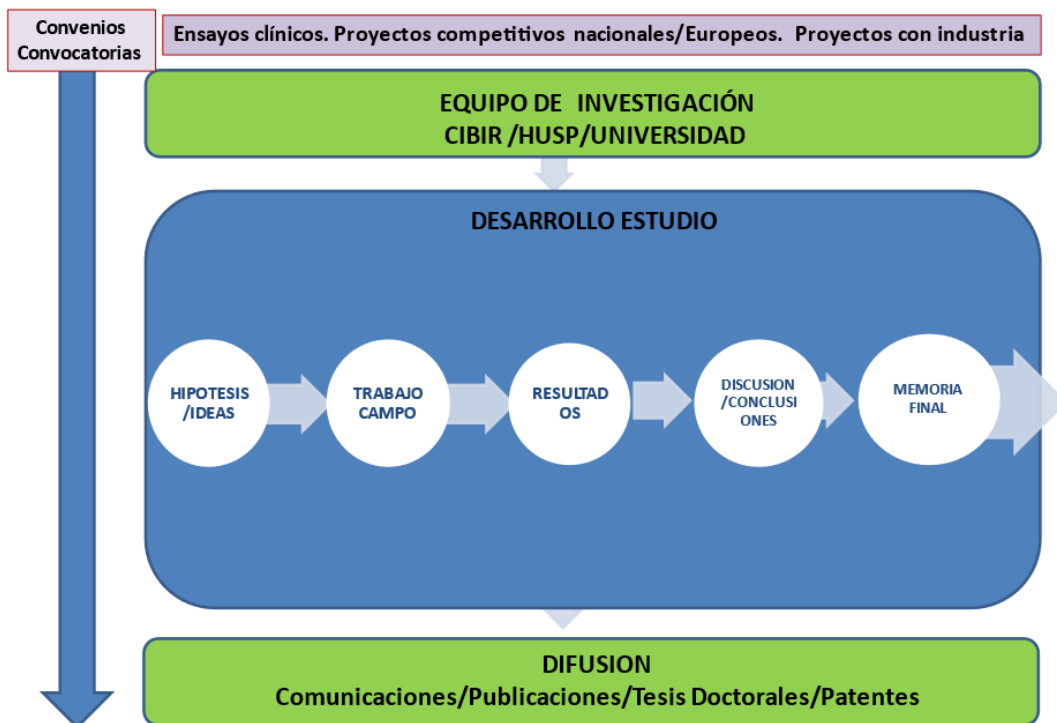 Convenios
Convocatorias
Ensayos clínicos. Proyectos competitivos nacionales/Europeos. Proyectos con industria
EQUIPO DE INVESTIGACIÓN
CIBIR /HUSP/UNIVERSIDAD
DESARROLLO ESTUDIO
HIPOTESIS
/IDEAS
TRABAJO
CAMPO
RESULTAD
OS
DISCUSION
/CONCLUSI
ONES
MEMORIA
FINAL
DIFUSION
Comunicaciones/Publicaciones/Tesis Doctorales/Patentes